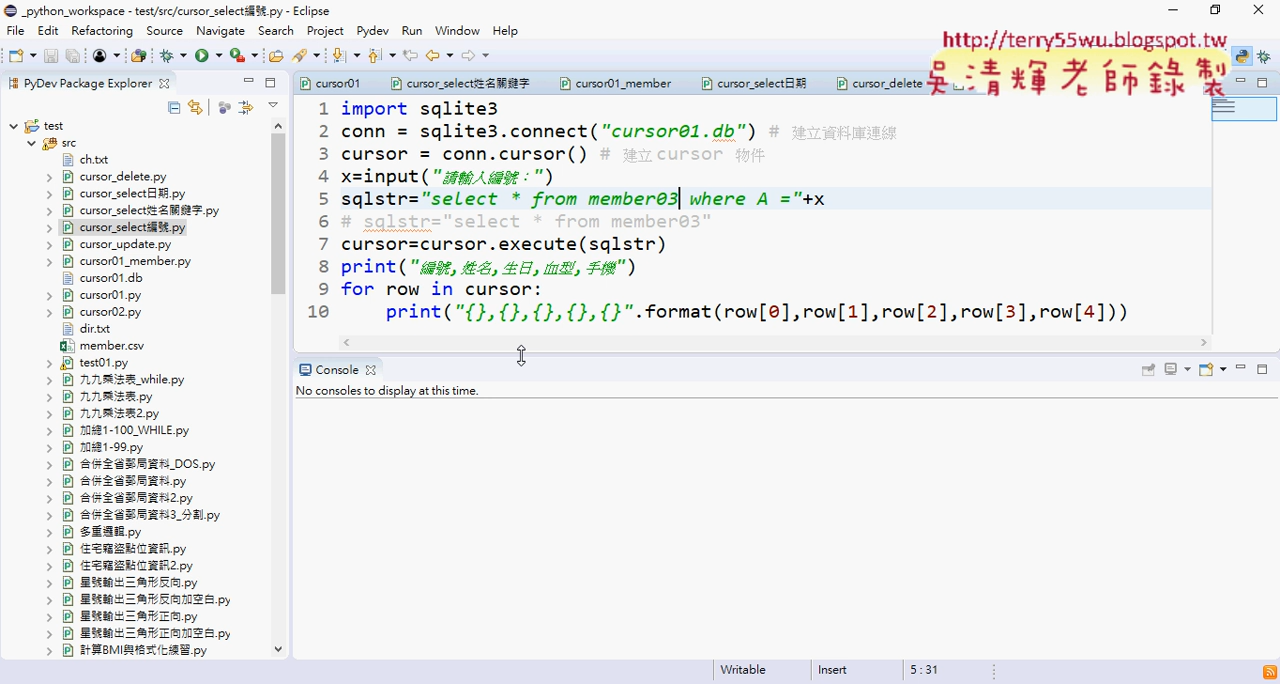 _python_workspace - test/src/cursor_select編號.py - Eclipse
http://terry55wu.blogspot.tw
吳清輝老師錄製
File Edit Refactoring Source Navigate Search Project Pydev Run Window Help
PyDev Package Explorer
cursor01 cursor_select姓名關鍵字 cursor01_member cursor_select日期 cursor_delete
test
src
ch.txt
cursor_delete.py
cursor_select日期.py
cursor_select姓名關鍵字.py
cursor_select編號.py
cursor_update.py
cursor01_member.py
cursor01.db
cursor01.py
cursor02.py
dir.txt
member.csv
test01.py
九九乘法表_while.py
九九乘法表.py
九九乘法表2.py
加總1-100_WHILE.py
加總1-99.py
合併全省郵局資料_DOS.py
合併全省郵局資料.py
合併全省郵局資料2.py
合併全省郵局資料3_分割.py
多重邏輯.py
住宅竊盜點位資訊.py
住宅竊盜點位資訊2.py
星號輸出三角形反向.py
星號輸出三角形反向加空白.py
星號輸出三角形正向.py
星號輸出三角形正向加空白.py
計算BMI與格式化練習.py
1 import sqlite3
2 conn = sqlite3.connect("cursor01.db") # 建立資料庫連線
3 cursor = conn.cursor() # 建立 cursor 物件
4 x=input("請輸入編號：")
5 sqlstr="select * from member03 where A ="+x
6 # sqlstr="select * from member03"
7 cursor=cursor.execute(sqlstr)
8 print("編號,姓名,生日,血型,手機")
9 for row in cursor:
10 print("{},{},{},{},{}".format(row[0],row[1],row[2],row[3],row[4]))
Console
No consoles to display at this time.
Writable Insert 5 : 31